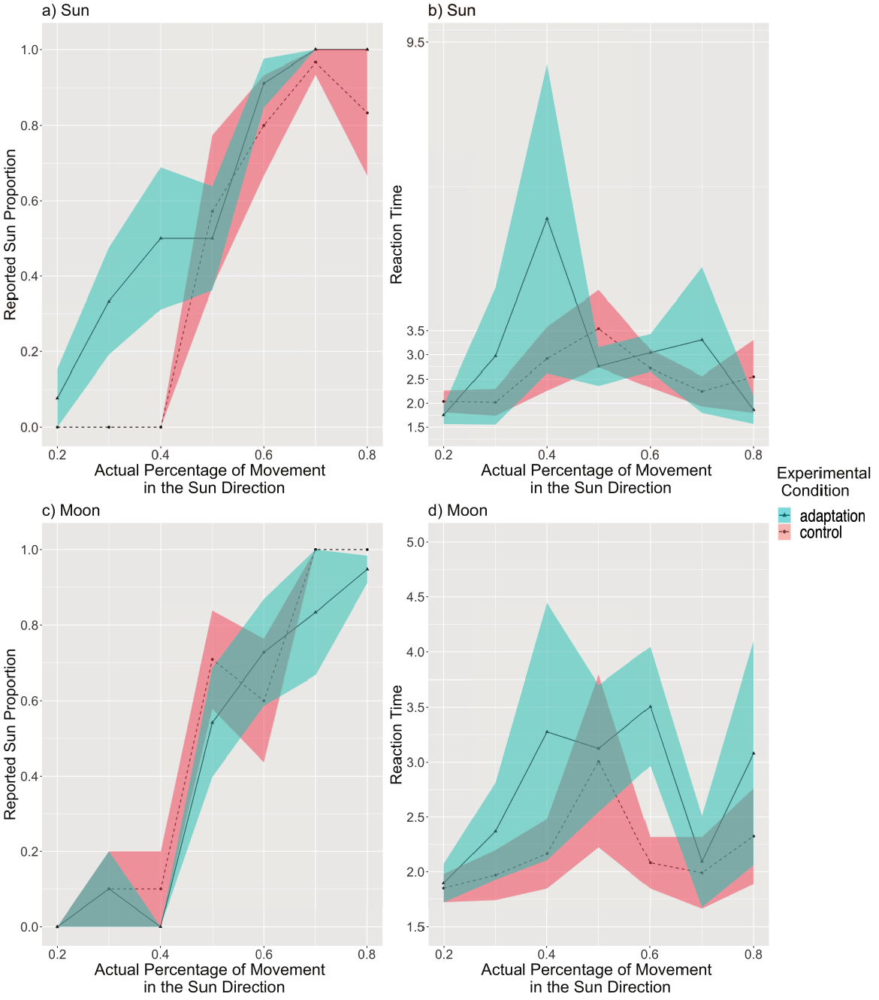 a) Sun
Reported Sun Proportion
1.0
0.8
0.6
0.4
0.2
0.0
0.2 0.4 0.6 0.8
Actual Percentage of Movement
in the Sun Direction
b) Sun
Reaction Time
9.5
3.5
3.0
2.5
2.0
1.5
0.2 0.4 0.6 0.8
Actual Percentage of Movement
in the Sun Direction
c) Moon
Reported Sun Proportion
1.0
0.8
0.6
0.4
0.2
0.0
0.2 0.4 0.6 0.8
Actual Percentage of Movement
in the Sun Direction
d) Moon
Reaction Time
5.0
4.5
4.0
3.5
3.0
2.5
2.0
1.5
0.2 0.4 0.6 0.8
Actual Percentage of Movement
in the Sun Direction
Experimental
Condition
adaptation
control